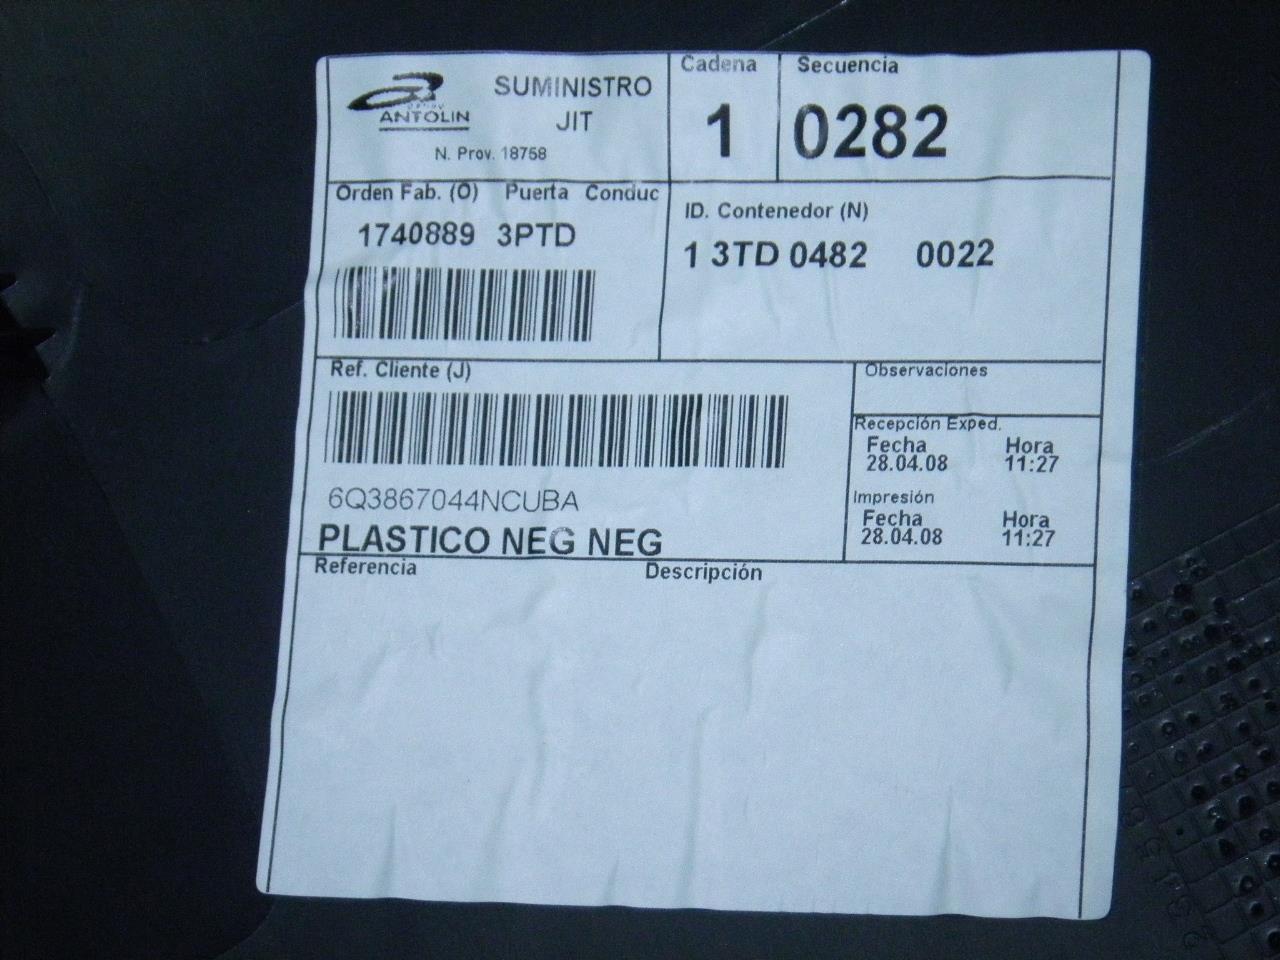 SUMINISTRO
JIT
ANTOLIN
N. Prov. 18758
Cadena
1
Secuencia
0282
Orden Fab. (O) Puerta Conduc
1740889 3PTD
ID. Contenedor (N)
1 3TD 0482 0022
Ref. Cliente (J)
6Q3867044NCUBA
PLASTICO NEG NEG
Observaciones
Recepción Exped.
Fecha Hora
28.04.08 11:27
Impresión
Fecha Hora
28.04.08 11:27
Referencia Descripción